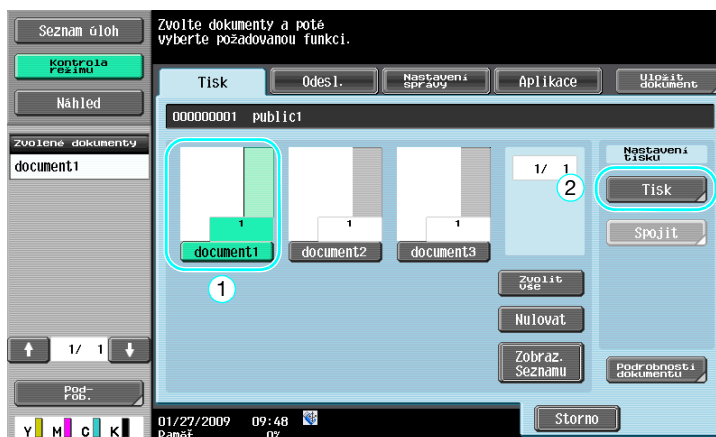 Seznam úloh
Kontrola
režimu
Náhled
Zvolené dokumenty
document1
1/ 1
Pod-
rob.
Y M C K
Zvolte dokumenty a poté
vyberte požadovanou funkci.
Tisk
Odesl.
Nastavení
správy
Aplikace
Uložit
dokument
000000001 public1
1
document1
1
document2
1
document3
1
1/ 1
2
Zvolit
vše
Nulovat
Zobraz.
Seznamu
Nastavení
tisku
Tisk
Spojit
Podrobnosti
dokumentu
01/27/2009 09:48
Paměť 0%
Storno